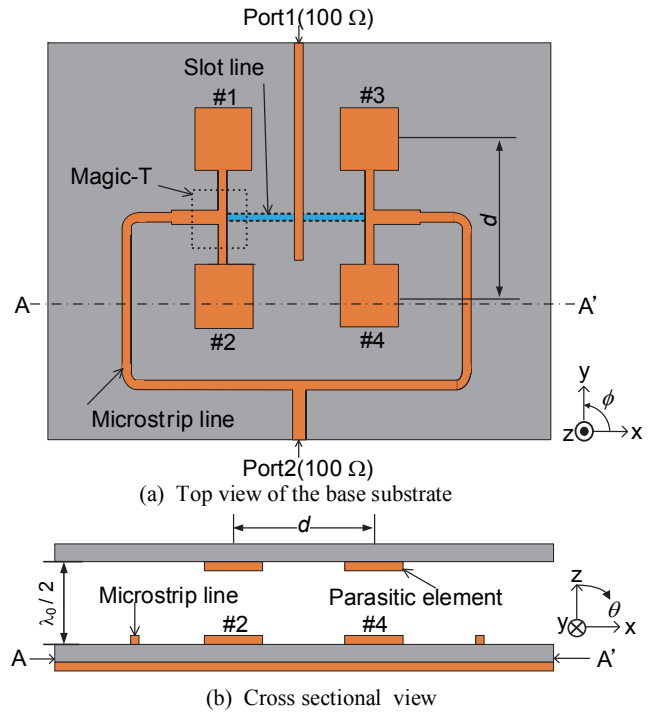 Port1(100 Ω)
Slot line
#1
#3
Magic-T
d
A
A'
#2
#4
Microstrip line
y
ϕ
z
x
Port2(100 Ω)
(a) Top view of the base substrate
d
λ₀/2
Microstrip line
Parasitic element
#2
#4
z
θ
y
x
A
A'
(b) Cross sectional view